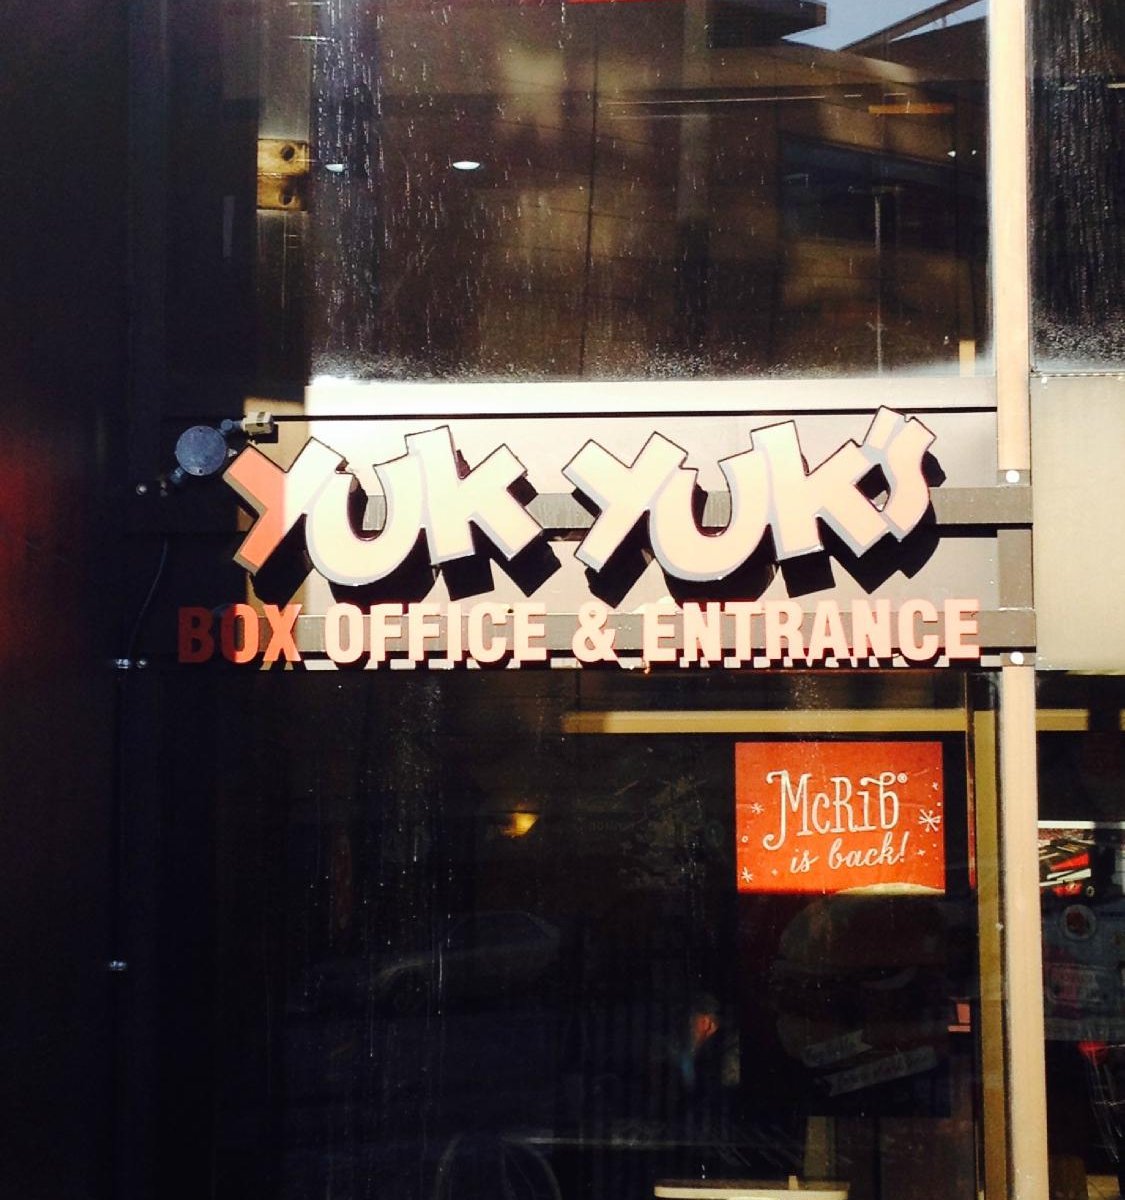 YUK YUK's
BOX OFFICE & ENTRANCE
McRib®
is back!